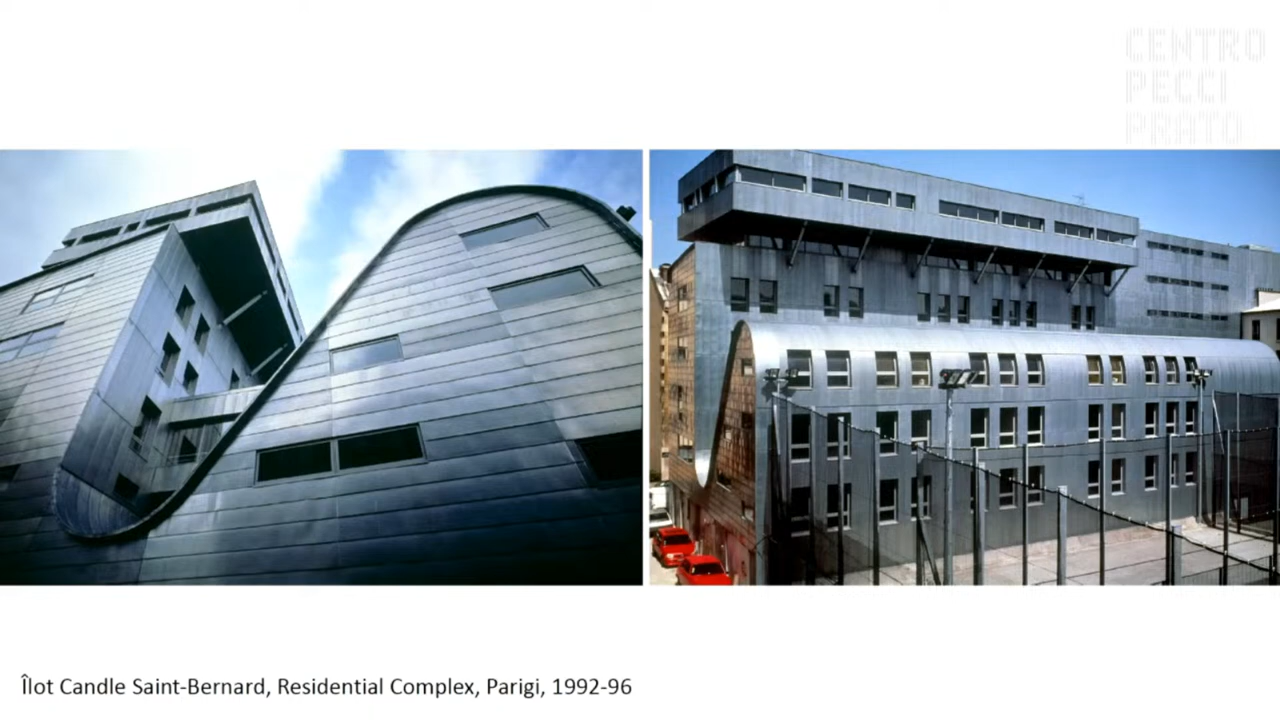 CENTRO
PECCI
PRATO
Îlot Candle Saint-Bernard, Residential Complex, Parigi, 1992-96